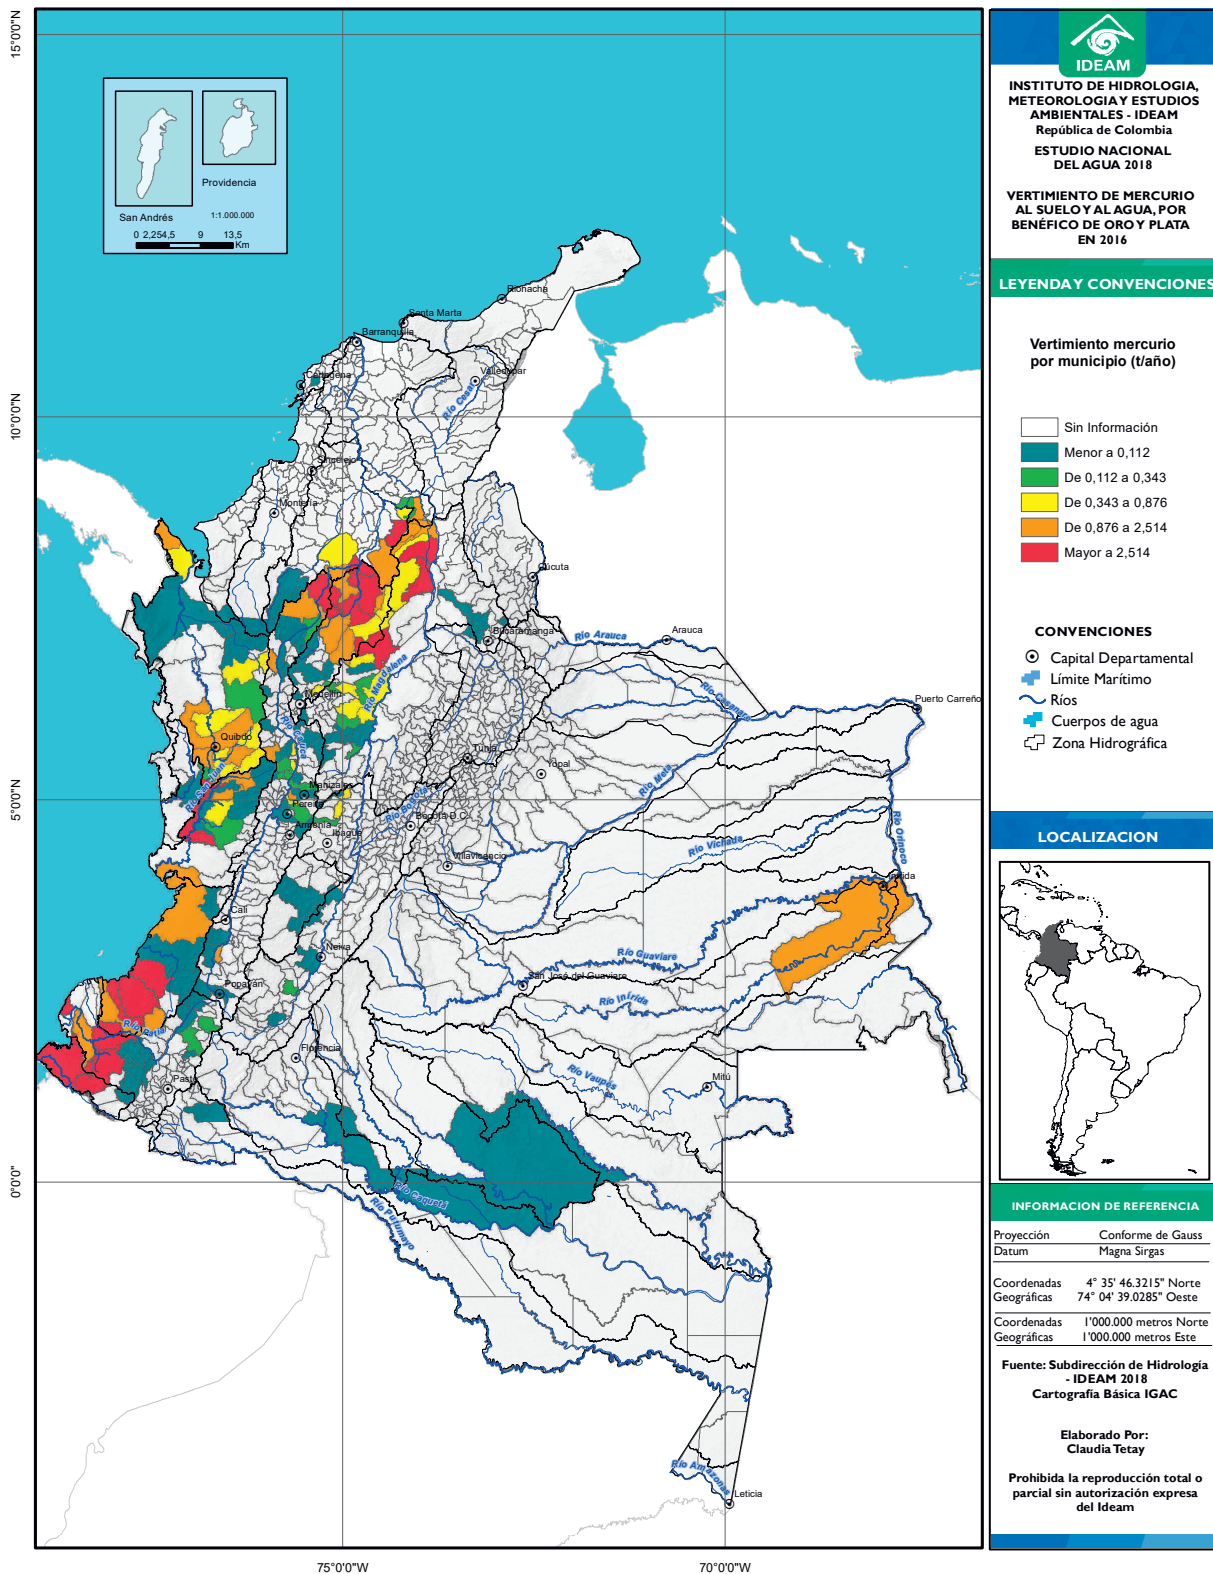 15°0'0"N
10°0'0"N
5°0'0"N
0°0'0"
75°0'0"W
70°0'0"W
San Andrés
Providencia
1:1.000.000
0 2,254,5 9 13,5
Km
Riohacha
Santa Marta
Barranquilla
Cartagena
Valledupar
Río Cesar
Sincelejo
Montería
Cúcuta
Bucaramanga
Río Arauca
Arauca
Río Magdalena
Medellín
Río Casanare
Puerto Carreño
Río Cauca
Quibdó
Tunja
Yopal
Río Meta
Río San Juan
Manizales
Pereira
Armenia
Ibagué
Río Bogotá
Bogotá D.C.
Río Vichada
Río Orinoco
Villavicencio
Inírida
Cali
Neiva
Río Guaviare
San José del Guaviare
Río Inírida
Popayán
Río Patía
Florencia
Río Vaupés
Mitú
Pasto
Río Caquetá
Río Putumayo
Río Amazonas
Leticia
IDEAM
INSTITUTO DE HIDROLOGIA,
METEOROLOGIA Y ESTUDIOS
AMBIENTALES - IDEAM
República de Colombia
ESTUDIO NACIONAL
DEL AGUA 2018
VERTIMIENTO DE MERCURIO
AL SUELO Y AL AGUA, POR
BENÉFICO DE ORO Y PLATA
EN 2016
LEYENDA Y CONVENCIONES
Vertimiento mercurio
por municipio (t/año)
Sin Información
Menor a 0,112
De 0,112 a 0,343
De 0,343 a 0,876
De 0,876 a 2,514
Mayor a 2,514
CONVENCIONES
Capital Departamental
Límite Marítimo
Ríos
Cuerpos de agua
Zona Hidrográfica
LOCALIZACION
INFORMACION DE REFERENCIA
Proyección Conforme de Gauss
Datum Magna Sirgas
Coordenadas 4° 35' 46.3215" Norte
Geográficas 74° 04' 39.0285" Oeste
Coordenadas 1'000.000 metros Norte
Geográficas 1'000.000 metros Este
Fuente: Subdirección de Hidrología
- IDEAM 2018
Cartografía Básica IGAC
Elaborado Por:
Claudia Tetay
Prohibida la reproducción total o
parcial sin autorización expresa
del Ideam